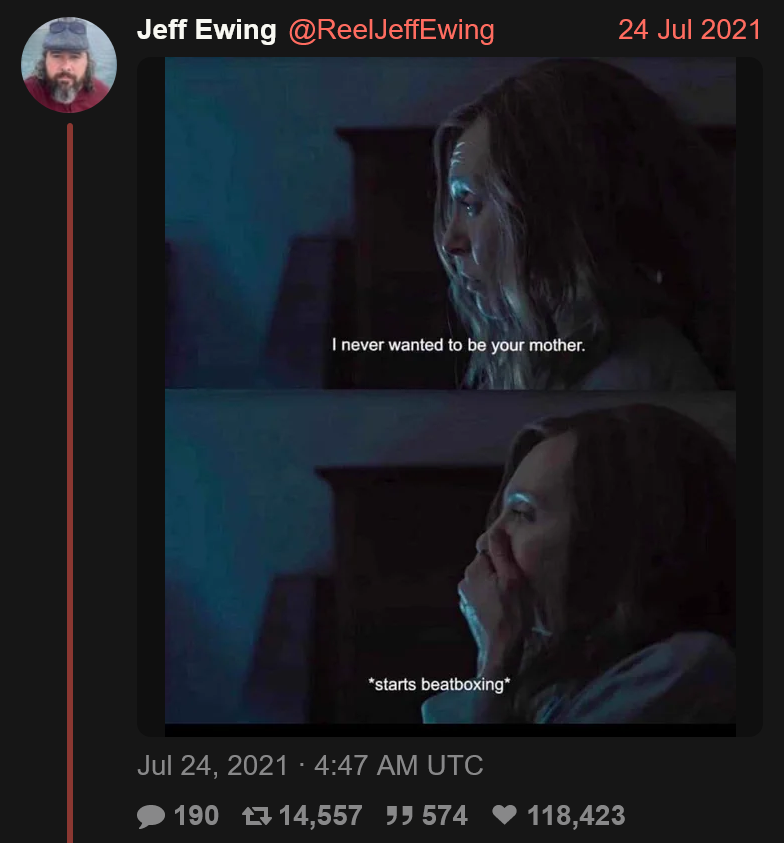 Jeff Ewing @ReelJeffEwing 24 Jul 2021
I never wanted to be your mother.
*starts beatboxing*
Jul 24, 2021 · 4:47 AM UTC
190 14,557 574 118,423